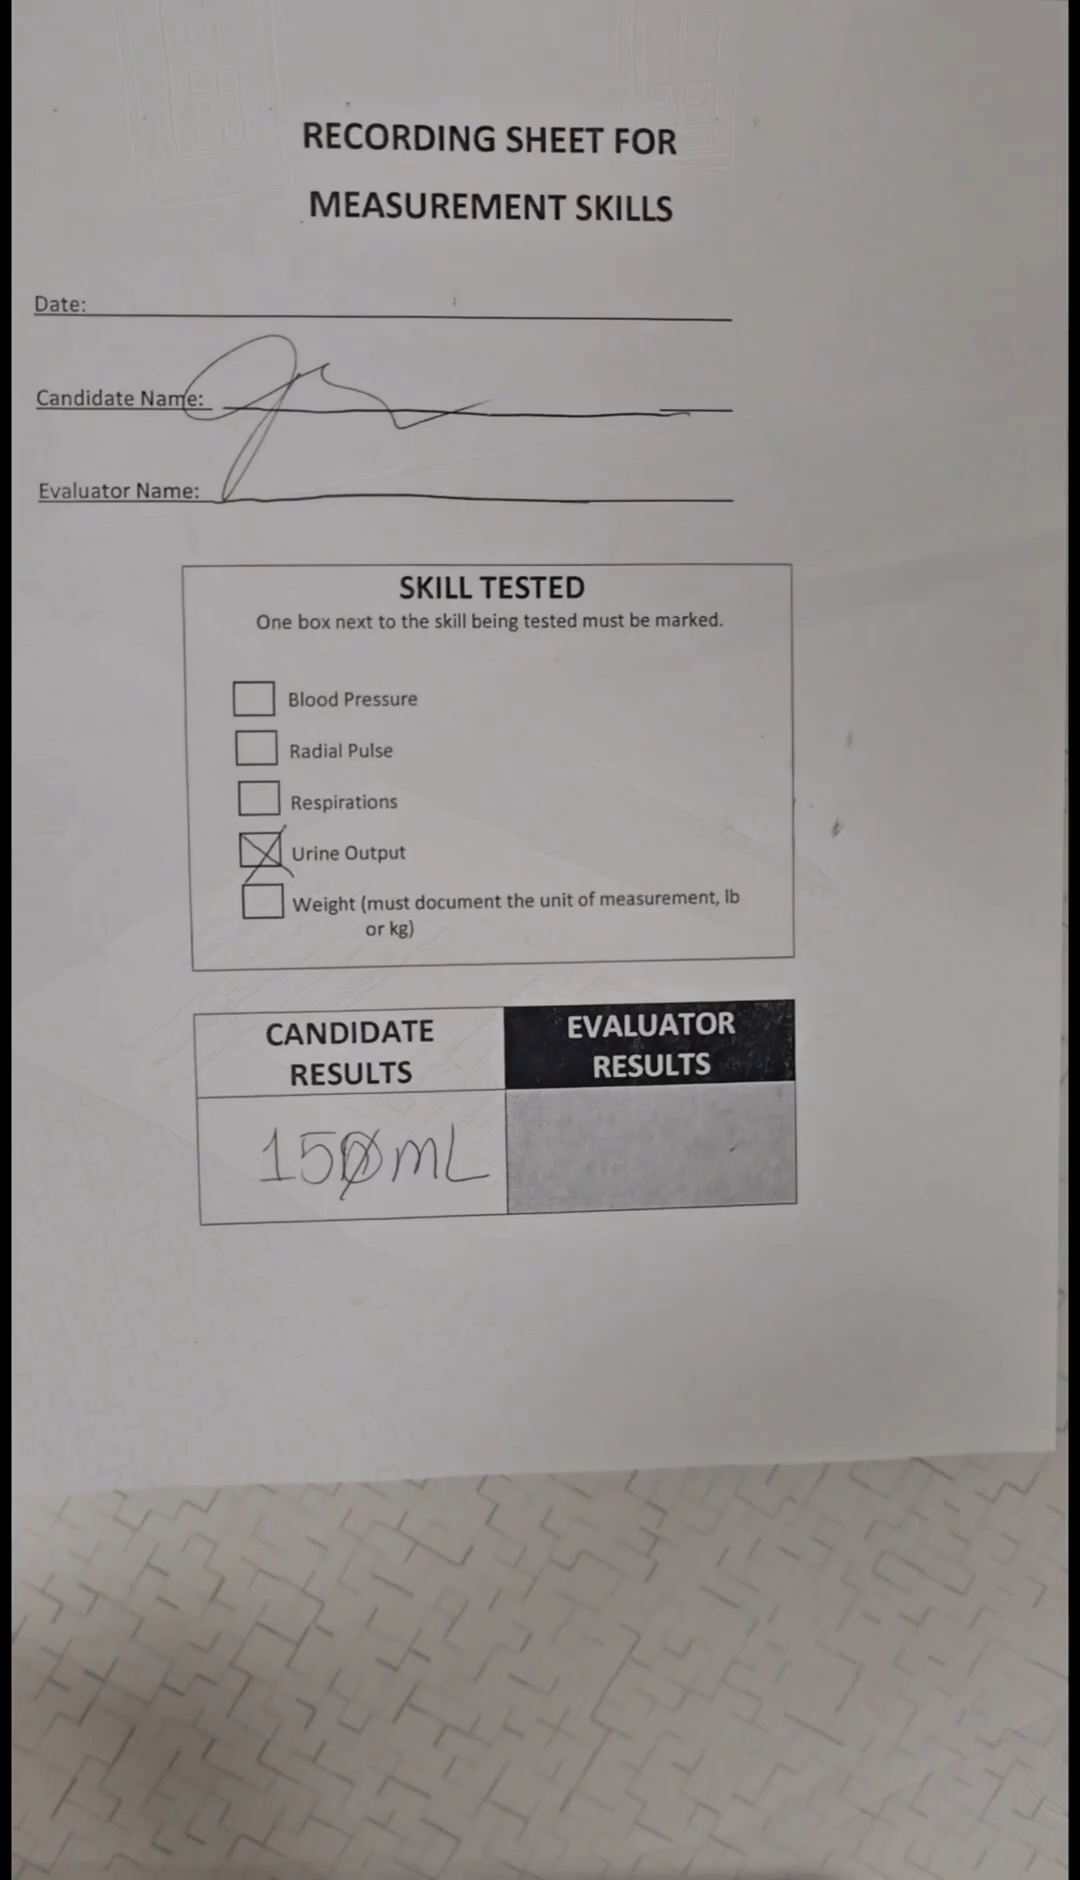 RECORDING SHEET FOR
MEASUREMENT SKILLS
Date:
Candidate Name:
Evaluator Name:
SKILL TESTED
One box next to the skill being tested must be marked.
Blood Pressure
Radial Pulse
Respirations
Urine Output
Weight (must document the unit of measurement, lb
or kg)
CANDIDATE
RESULTS
EVALUATOR
RESULTS
150mL